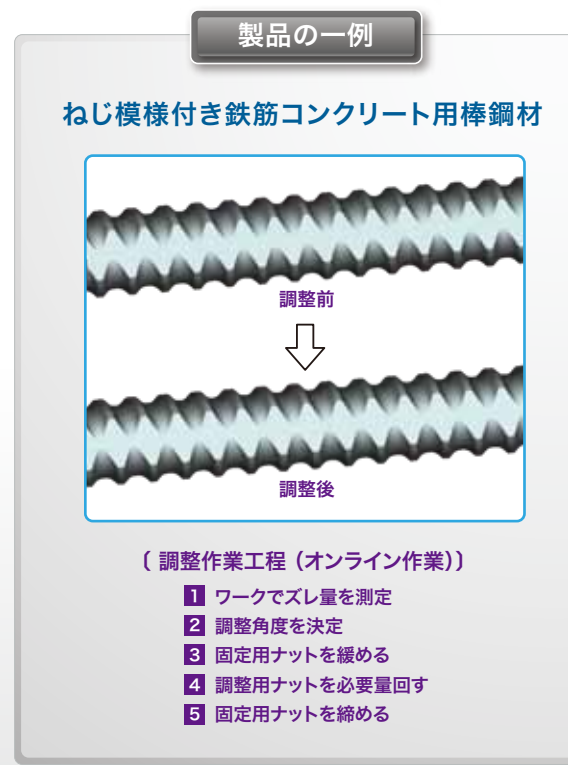 製品の一例
ねじ模様付き鉄筋コンクリート用棒鋼材
調整前
調整後
〔 調整作業工程（オンライン作業）〕
1 ワークでズレ量を測定
2 調整角度を決定
3 固定用ナットを緩める
4 調整用ナットを必要量回す
5 固定用ナットを締める